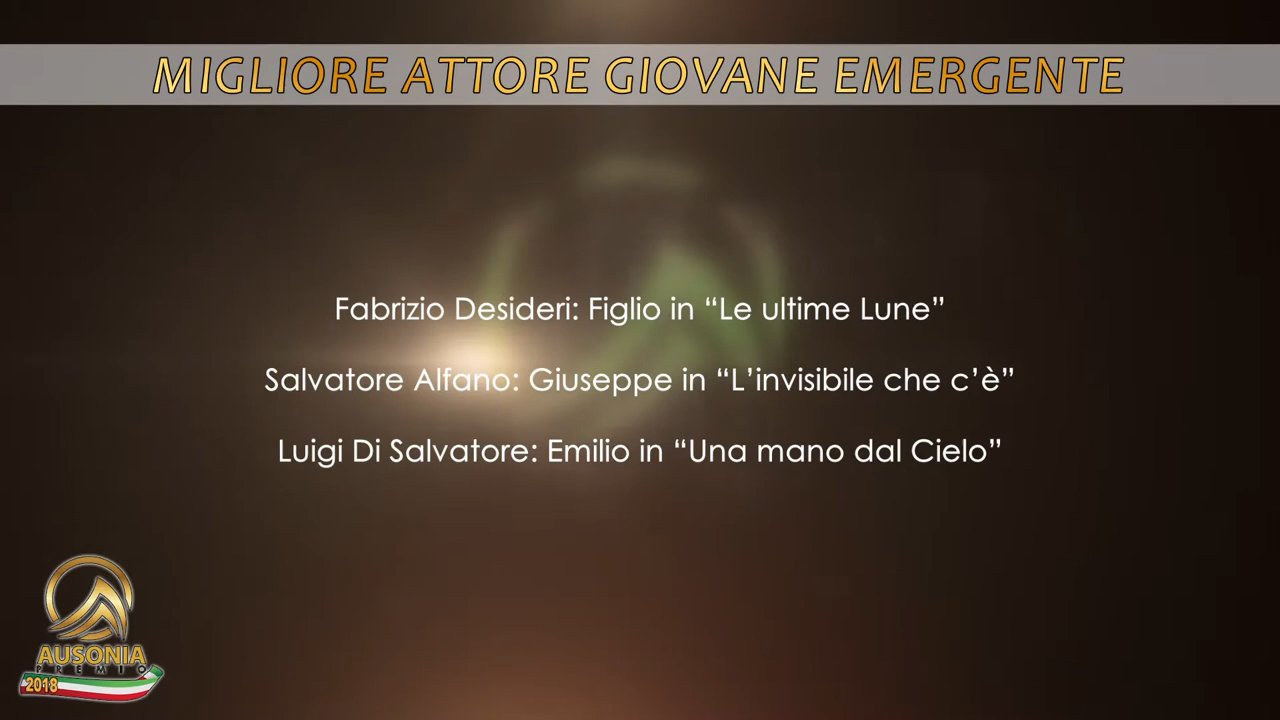 MIGLIORE ATTORE GIOVANE EMERGENTE
Fabrizio Desideri: Figlio in “Le ultime Lune”
Salvatore Alfano: Giuseppe in “L’invisibile che c’è”
Luigi Di Salvatore: Emilio in “Una mano dal Cielo”
AUSONIA
PREMIO
2018